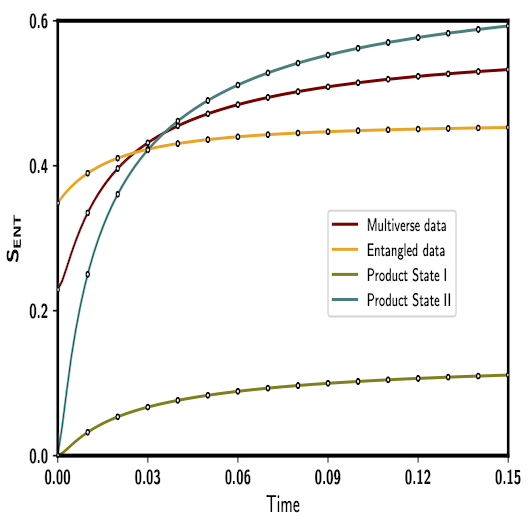 0.6
0.4
0.2
0.0
SENT
Multiverse data
Entangled data
Product State I
Product State II
0.00 0.03 0.06 0.09 0.12 0.15
Time